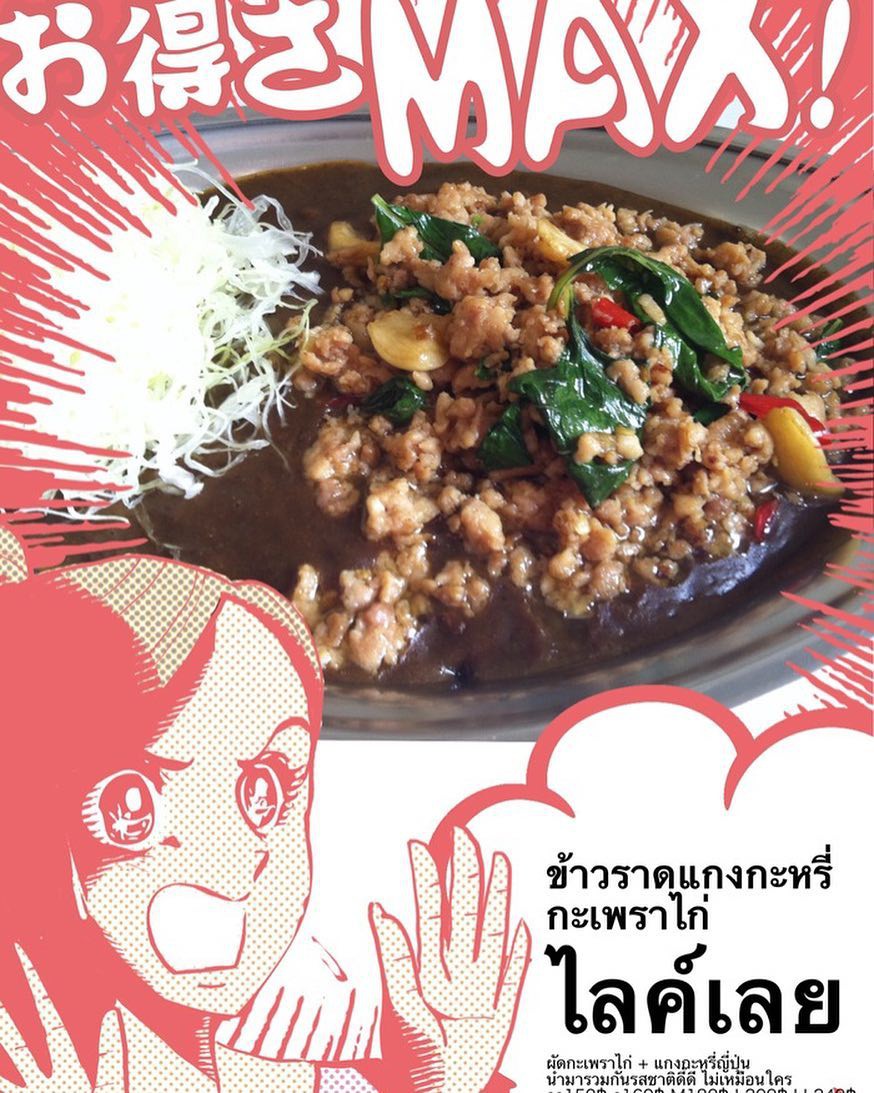 お得さMAX!
ข้าวราดแกงกะหรี่
กะเพราไก่
ไลค์เลย
ผัดกะเพราไก่ + แกงกะหรี่ญี่ปุ่น
นำมารวมกันรสชาติดีดี ไม่เหมือนใคร